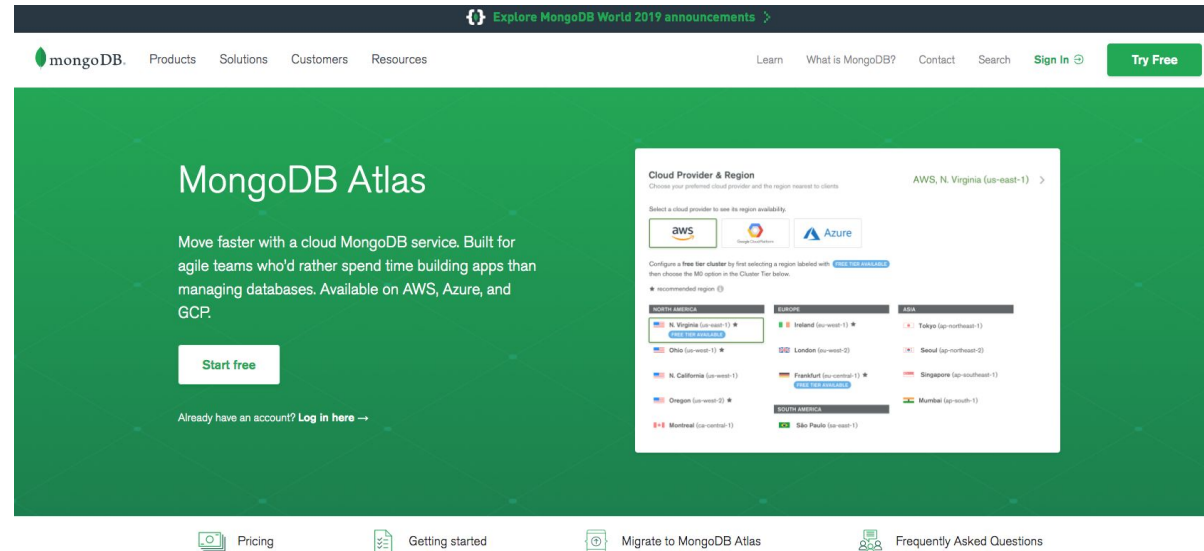 Explore MongoDB World 2019 announcements
mongoDB.
Products Solutions Customers Resources
Learn What is MongoDB? Contact Search Sign In Try Free
MongoDB Atlas
Move faster with a cloud MongoDB service. Built for
agile teams who'd rather spend time building apps than
managing databases. Available on AWS, Azure, and
GCP.
Start free
Already have an account? Log in here →
Cloud Provider & Region
AWS, N. Virginia (us-east-1)
Choose your preferred cloud provider and the region nearest to clients.
Select a cloud provider to see its region availability.
aws Google Cloud Platform Azure
Configure a free tier cluster by first selecting a region labeled with FREE TIER AVAILABLE
then choose the M0 option in the Cluster Tier below.
★ recommended region
NORTH AMERICA
N. Virginia (us-east-1) ★
FREE TIER AVAILABLE
Ohio (us-west-1) ★
N. California (us-west-1)
Oregon (us-west-2) ★
Montreal (ca-central-1)
EUROPE
Ireland (eu-west-1) ★
London (eu-west-2)
Frankfurt (eu-central-1) ★
FREE TIER AVAILABLE
SOUTH AMERICA
São Paulo (sa-east-1)
ASIA
Tokyo (ap-northeast-1)
Seoul (ap-northeast-2)
Singapore (ap-southeast-1)
Mumbai (ap-south-1)
Pricing Getting started Migrate to MongoDB Atlas Frequently Asked Questions